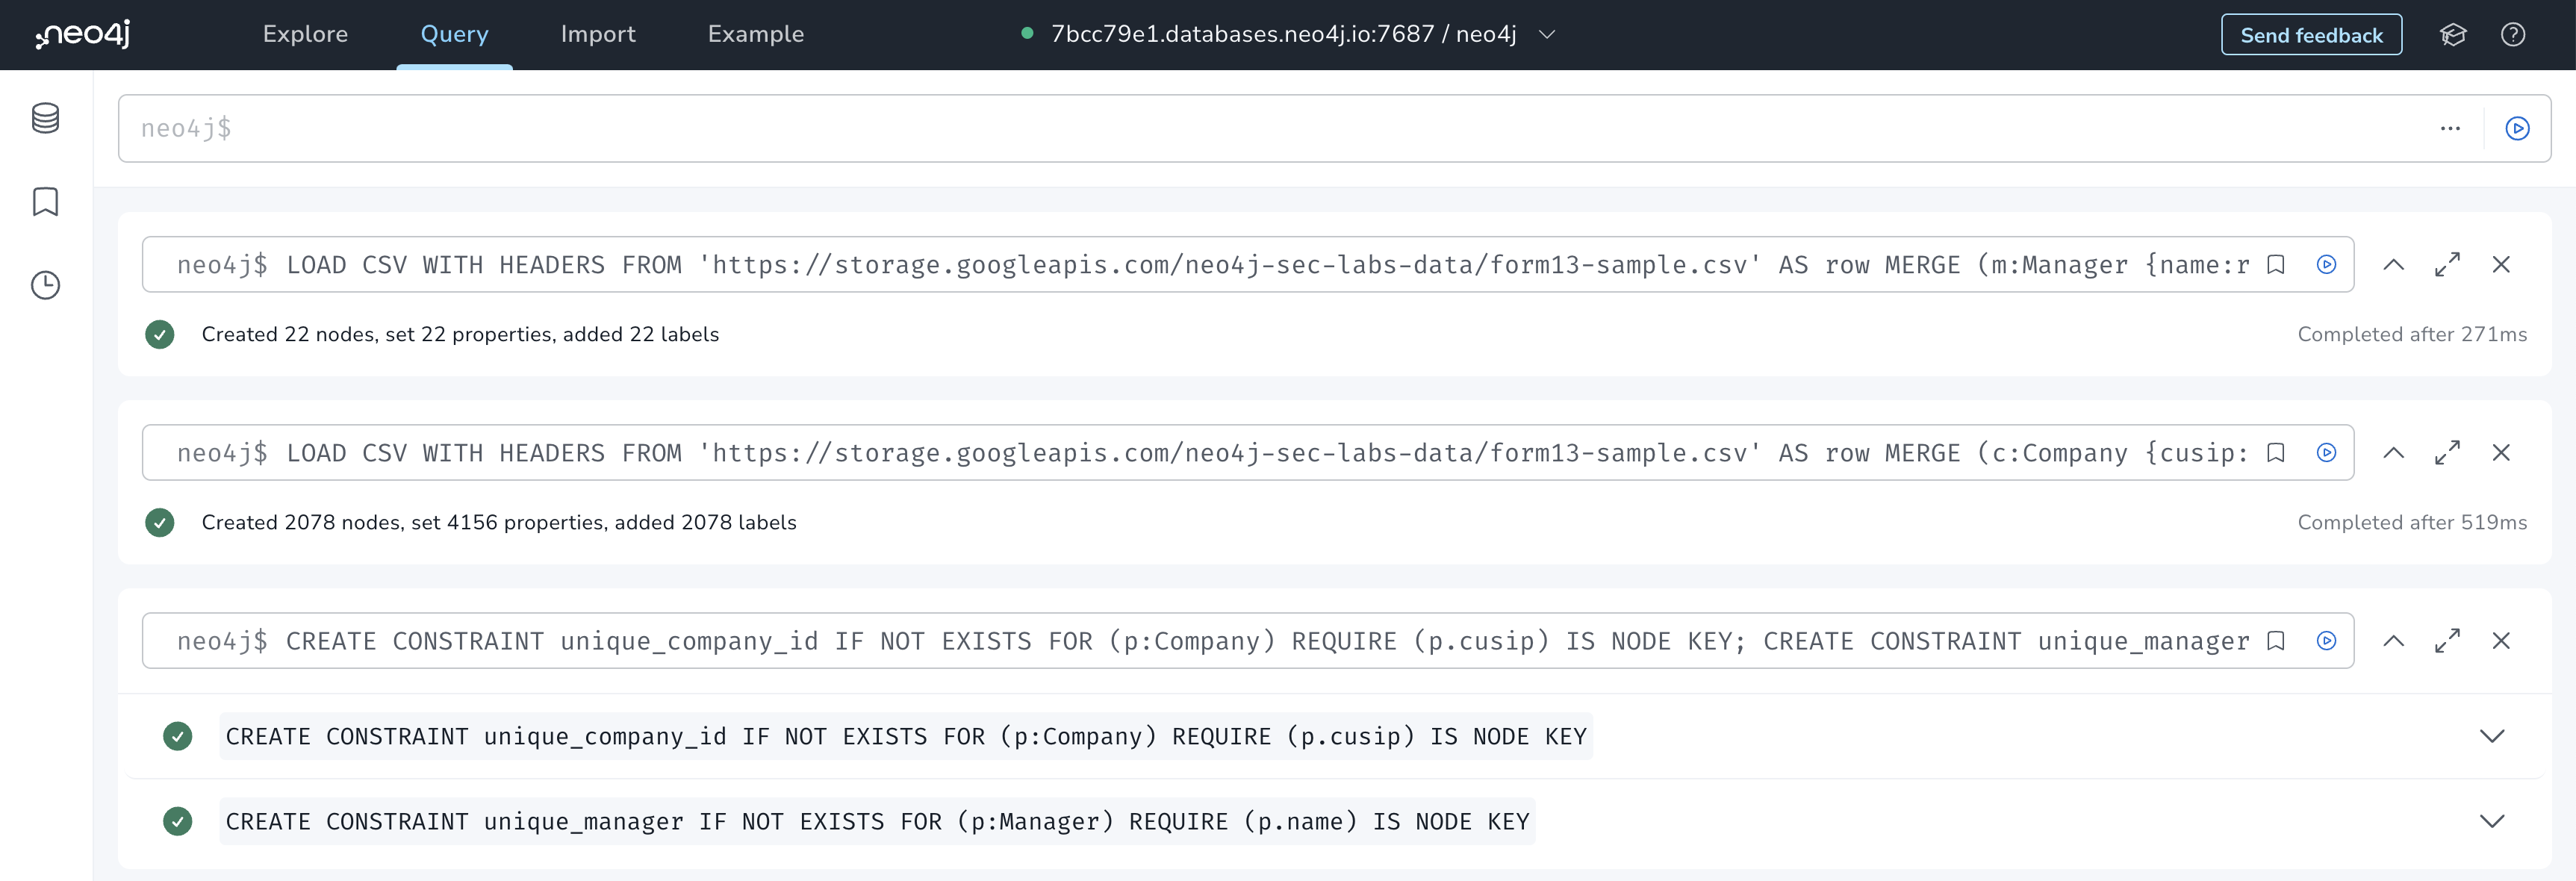 neo4j
Explore
Query
Import
Example
7bcc79e1.databases.neo4j.io:7687 / neo4j
Send feedback
neo4j$
neo4j$ LOAD CSV WITH HEADERS FROM 'https://storage.googleapis.com/neo4j-sec-labs-data/form13-sample.csv' AS row MERGE (m:Manager {name:r
Created 22 nodes, set 22 properties, added 22 labels
Completed after 271ms
neo4j$ LOAD CSV WITH HEADERS FROM 'https://storage.googleapis.com/neo4j-sec-labs-data/form13-sample.csv' AS row MERGE (c:Company {cusip:
Created 2078 nodes, set 4156 properties, added 2078 labels
Completed after 519ms
neo4j$ CREATE CONSTRAINT unique_company_id IF NOT EXISTS FOR (p:Company) REQUIRE (p.cusip) IS NODE KEY; CREATE CONSTRAINT unique_manager
CREATE CONSTRAINT unique_company_id IF NOT EXISTS FOR (p:Company) REQUIRE (p.cusip) IS NODE KEY
CREATE CONSTRAINT unique_manager IF NOT EXISTS FOR (p:Manager) REQUIRE (p.name) IS NODE KEY